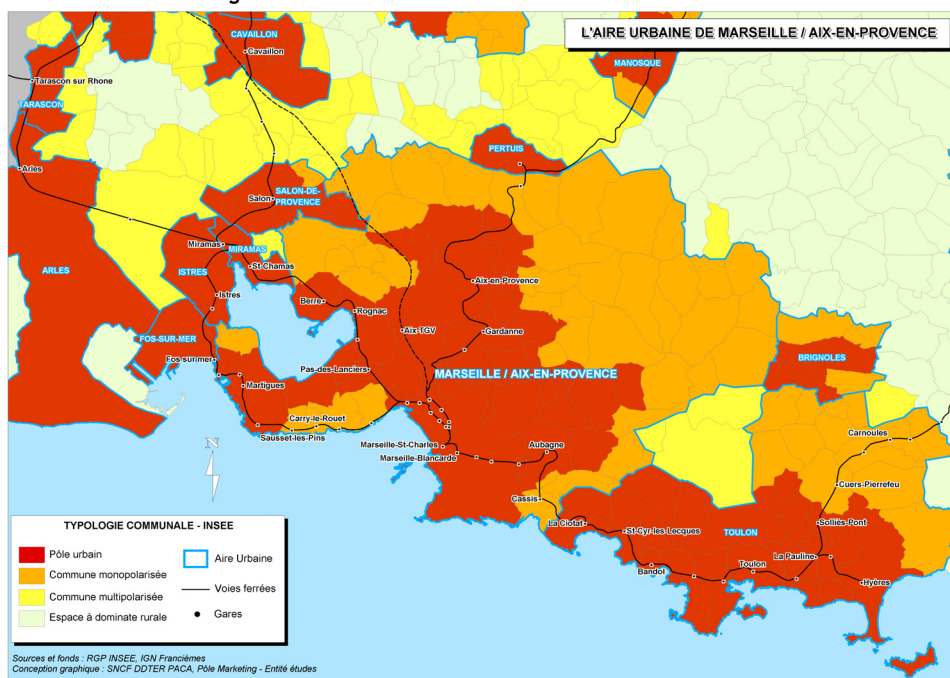 L'AIRE URBAINE DE MARSEILLE / AIX-EN-PROVENCE
CAVAILLON
Cavaillon
MANOSQUE
Tarascon sur Rhone
TARASCON
PERTUIS
Arles
SALON-DE-
PROVENCE
Salon
Miramas
MIRAMAS
St Chamas
ARLES
ISTRES
Istres
Aix-en-Provence
Berre
Rognac
Aix-TGV
Gardanne
FOS-SUR-MER
Fos sur mer
BRIGNOLES
Pas-des-Lanciers
MARSEILLE / AIX-EN-PROVENCE
Martigues
Carry-le-Rouet
Sausset-les-Pins
Carnoules
Marseille-St-Charles
Aubagne
Marseille-Blancarde
Cuers-Pierrefeu
Cassis
La Ciotat
St-Cyr-les-Lecques
TOULON
Solliès-Pont
La Pauline
Toulon
Bandol
Hyères
N
TYPOLOGIE COMMUNALE - INSEE
Pôle urbain
Commune monopolarisée
Commune multipolarisée
Espace à dominate rurale
Aire Urbaine
Voies ferrées
Gares
Sources et fonds : RGP INSEE, IGN Francièmes
Conception graphique : SNCF DDTER PACA, Pôle Marketing - Entité études